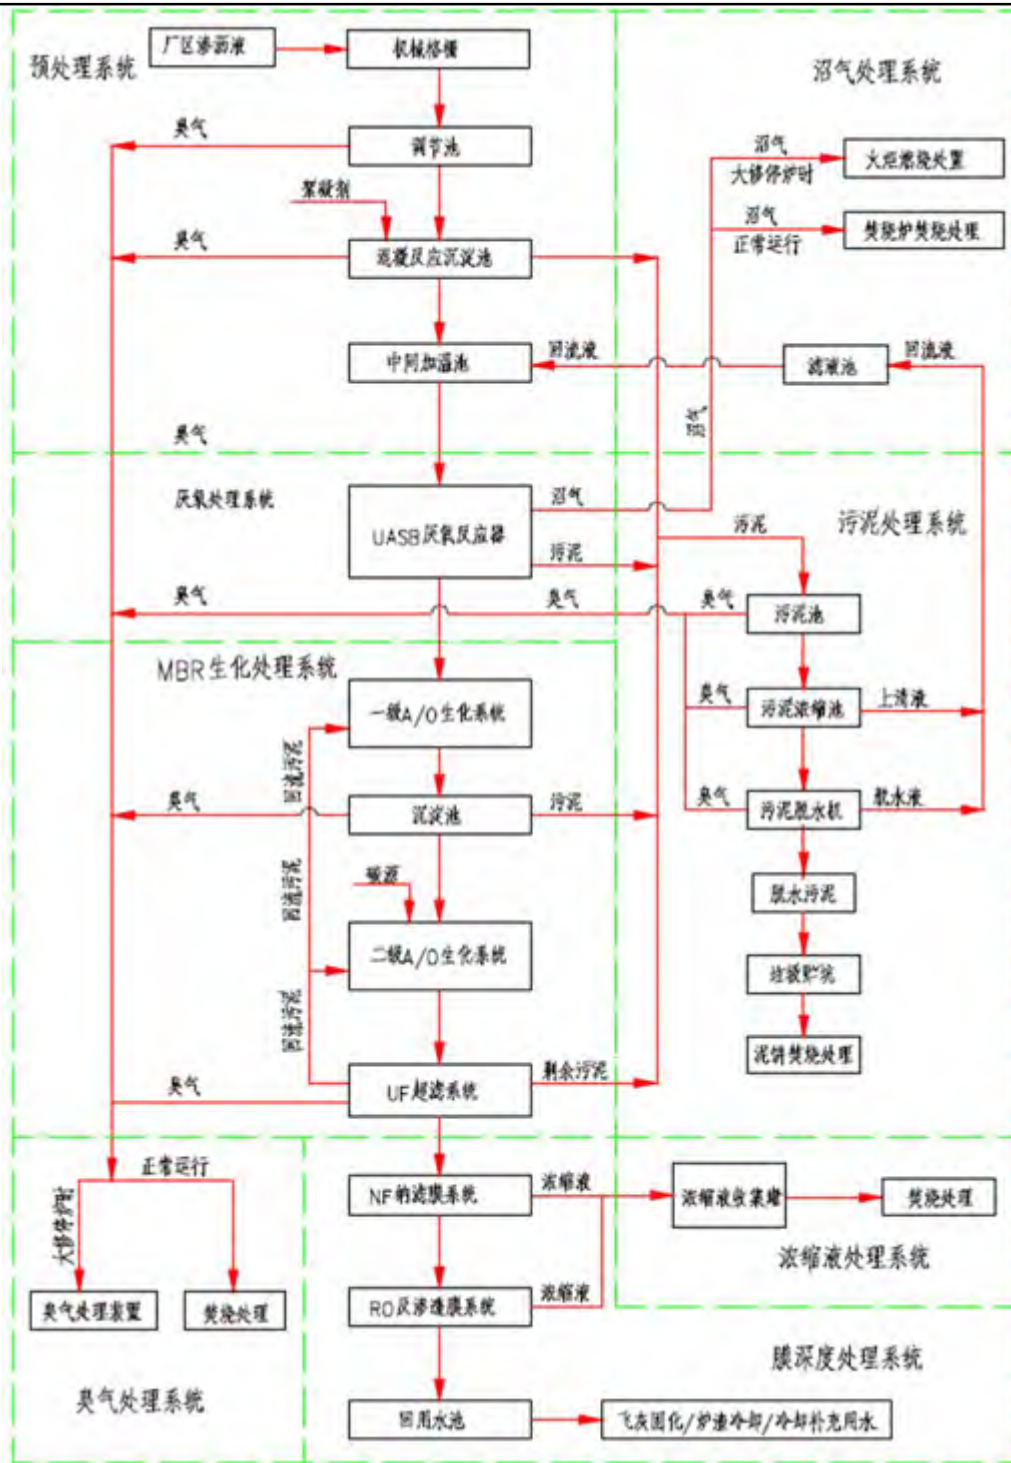 厂区渗沥液
机械格栅
预处理系统
沼气处理系统
臭气
调节池
沼气
大修停炉时
火炬燃烧处置
絮凝剂
沼气
正常运行
焚烧炉焚烧处理
臭气
混凝反应沉淀池
中间加温池
回流液
滤液池
回流液
沼气
臭气
厌氧处理系统
UASB厌氧反应器
沼气
污泥
污泥
污泥处理系统
臭气
臭气
臭气
污泥池
MBR生化处理系统
一级A/O生化系统
臭气
污泥浓缩池
上清液
回流污泥
臭气
沉淀池
污泥
臭气
污泥脱水机
脱水液
回流污泥
碳源
脱水污泥
二级A/O生化系统
垃圾贮坑
回流污泥
泥饼焚烧处理
臭气
UF超滤系统
剩余污泥
正常运行
大修停炉时
NF纳滤膜系统
浓缩液
浓缩液收集槽
焚烧处理
浓缩液处理系统
臭气处理装置
焚烧处理
RO反渗透膜系统
浓缩液
膜深度处理系统
臭气处理系统
回用水池
飞灰固化/炉渣冷却/冷却补充用水